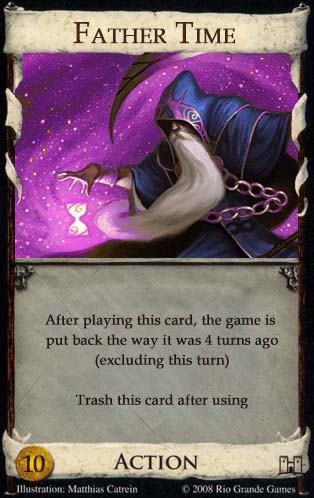 Father Time
After playing this card, the game is
put back the way it was 4 turns ago
(excluding this turn)
Trash this card after using
10
Action
Illustration: Matthias Catrein © 2008 Rio Grande Games